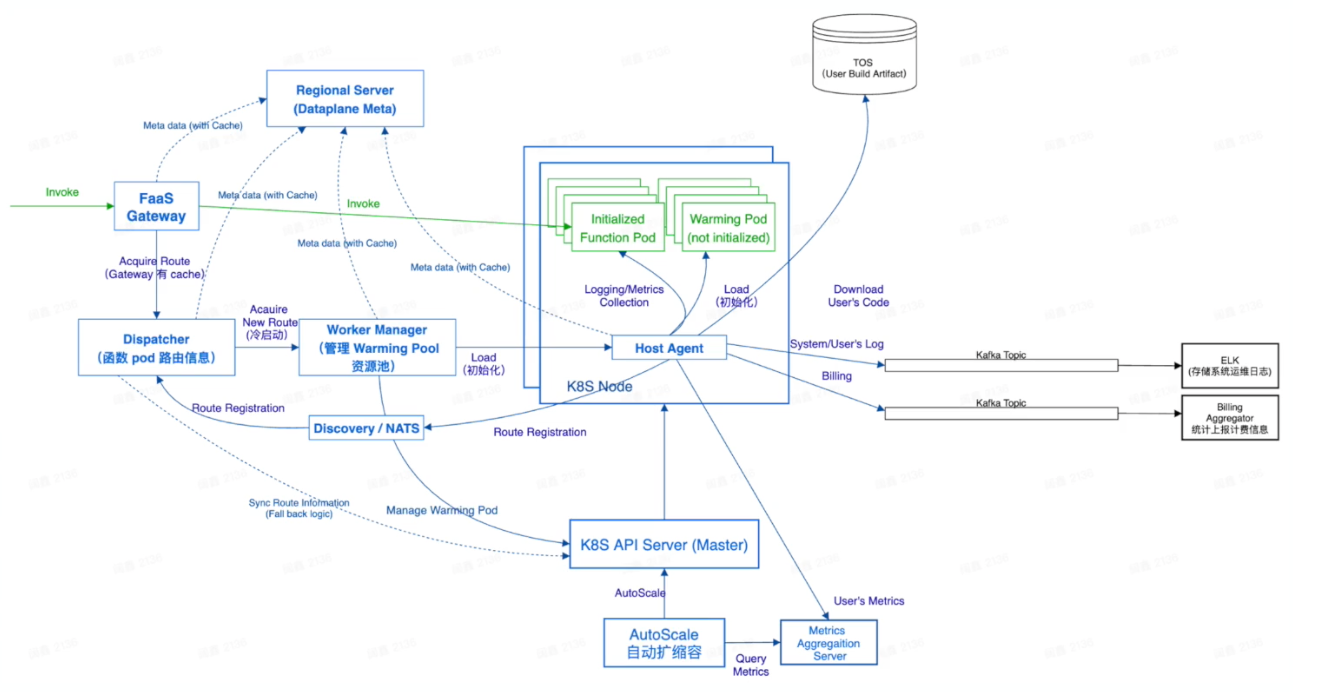 TOS
(User Build Artifact)
Regional Server
(Dataplane Meta)
Meta data (with Cache)
Invoke
FaaS
Gateway
Meta data (with Cache)
Invoke
Initialized
Function Pod
Warming Pod
(not initialized)
Meta data (with Cache)
Acquire Route
(Gateway 有 cache)
Meta data (with Cache)
Logging/Metrics
Collection
Load
(初始化)
Download
User's Code
Acauire
New Route
(冷启动)
Dispatcher
(函数 pod 路由信息)
Worker Manager
(管理 Warming Pool
资源池)
Load
(初始化)
Host Agent
System/User's Log
Kafka Topic
ELK
(存储系统运维日志)
Billing
K8S Node
Kafka Topic
Billing
Aggregator
统计上报计费信息
Route Registration
Discovery / NATS
Route Registration
Sync Route Information
(Fall back logic)
Manage Warming Pod
K8S API Server (Master)
AutoScale
User's Metrics
AutoScale
自动扩缩容
Query
Metrics
Metrics
Aggregaition
Server